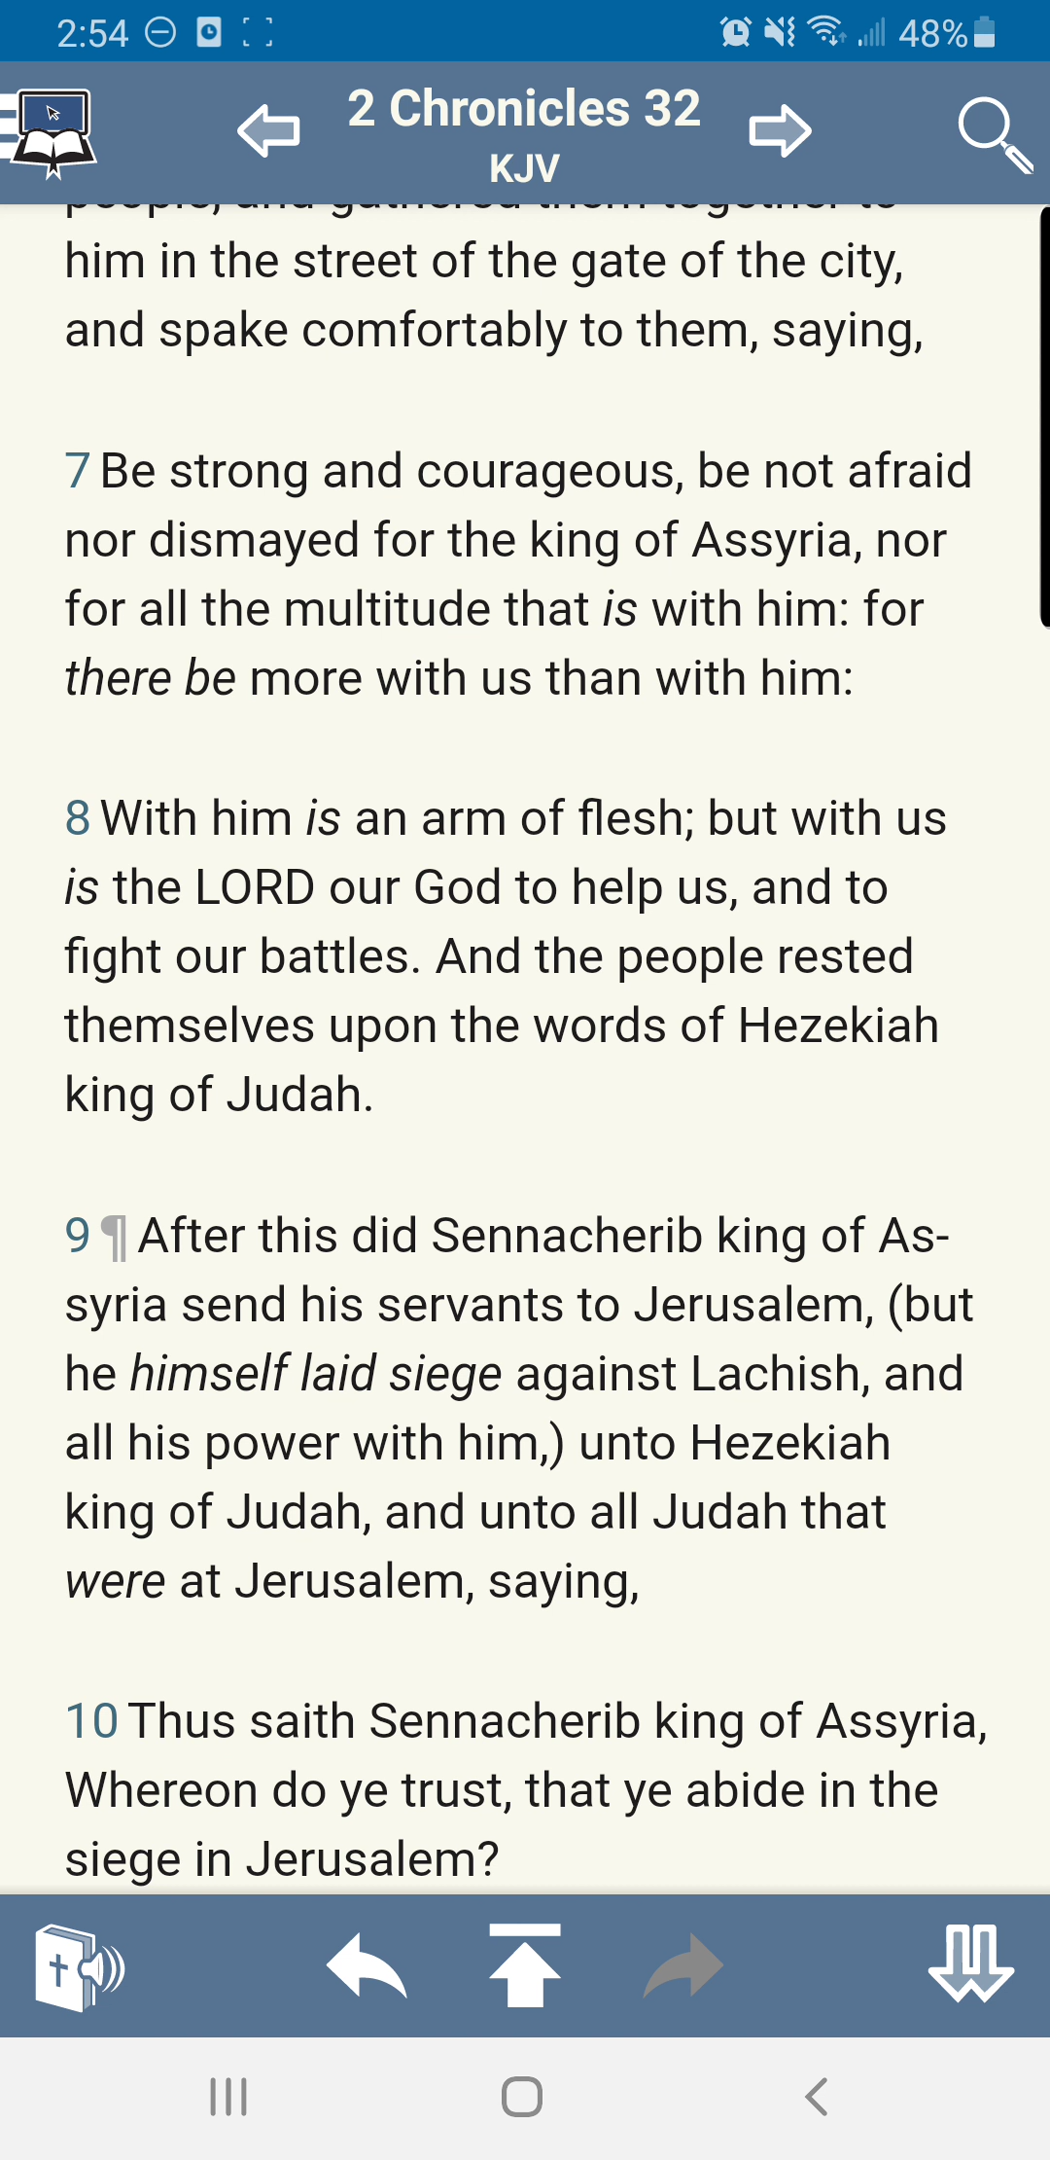 2:54
48%
2 Chronicles 32
KJV
people, and gathered them together to
him in the street of the gate of the city,
and spake comfortably to them, saying,
7 Be strong and courageous, be not afraid
nor dismayed for the king of Assyria, nor
for all the multitude that is with him: for
there be more with us than with him:
8 With him is an arm of flesh; but with us
is the LORD our God to help us, and to
fight our battles. And the people rested
themselves upon the words of Hezekiah
king of Judah.
9 ¶ After this did Sennacherib king of As-
syria send his servants to Jerusalem, (but
he himself laid siege against Lachish, and
all his power with him,) unto Hezekiah
king of Judah, and unto all Judah that
were at Jerusalem, saying,
10 Thus saith Sennacherib king of Assyria,
Whereon do ye trust, that ye abide in the
siege in Jerusalem?